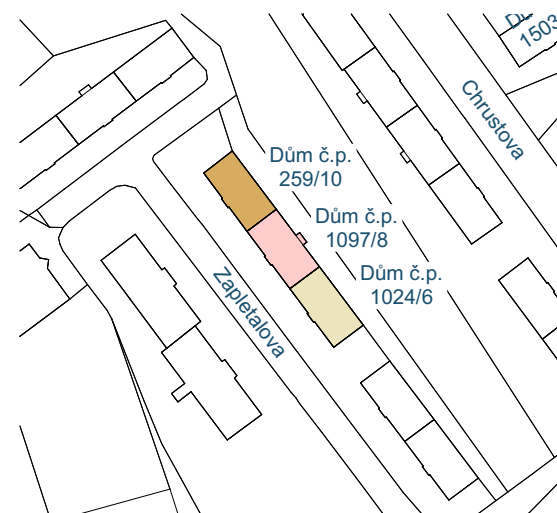 1503
Chrustova
Dům č.p.
259/10
Dům č.p.
1097/8
Dům č.p.
1024/6
Zapletalova